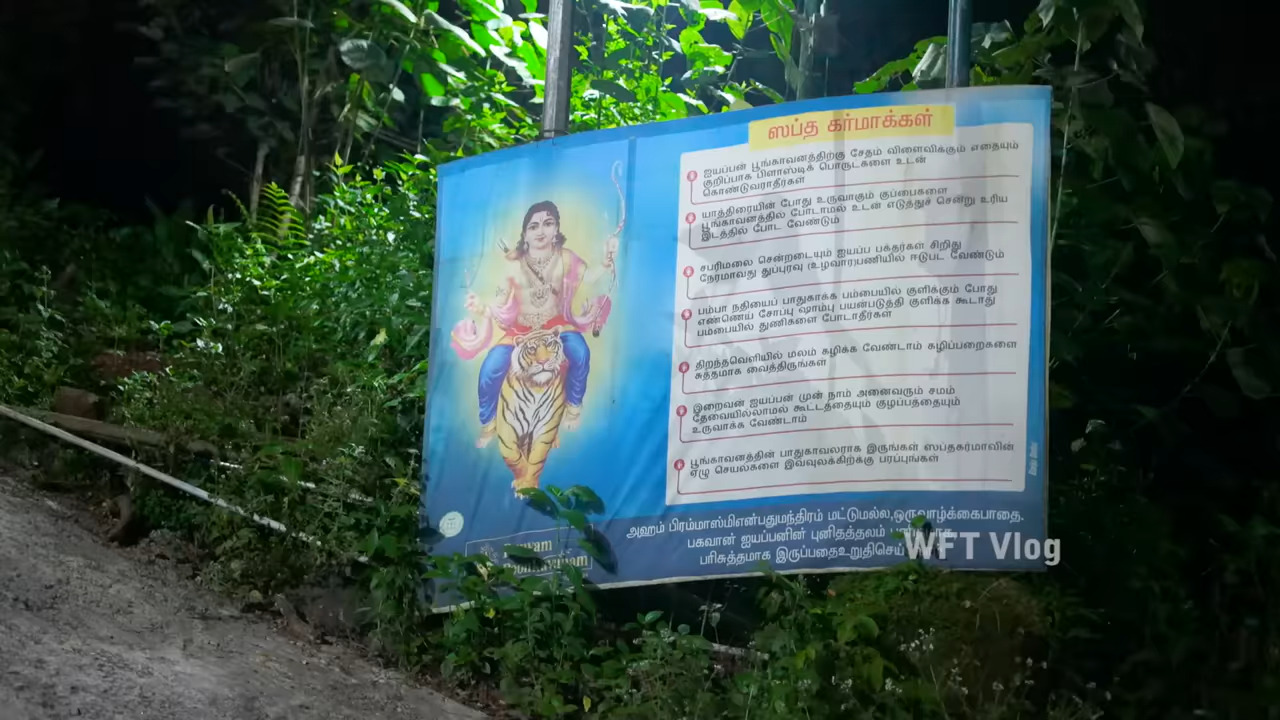 ஸப்த கர்மாக்கள்
ஐயப்பன் பூங்காவனத்திற்கு சேதம் விளைவிக்கும் எதையும்
குறிப்பாக பிளாஸ்டிக் பொருட்களை உடன்
கொண்டுவராதீர்கள்
யாத்திரையின் போது உருவாகும் குப்பைகளை
பூங்காவனத்தில் போடாமல் உடன் எடுத்துச் சென்று உரிய
இடத்தில் போட வேண்டும்
சபரிமலை சென்றடையும் ஐயப்ப பக்தர்கள் சிறிது
நேரமாவது துப்புரவு (உழவார)பணியில் ஈடுபட வேண்டும்
பம்பா நதியைப் பாதுகாக்க பம்பையில் குளிக்கும் போது
எண்ணெய் சோப்பு ஷாம்பு பயன்படுத்தி குளிக்க கூடாது
பம்பையில் துணிகளை போடாதீர்கள்
திறந்தவெளியில் மலம் கழிக்க வேண்டாம் கழிப்பறைகளை
சுத்தமாக வைத்திருங்கள்
இறைவன் ஐயப்பன் முன் நாம் அனைவரும் சமம்
தேவையில்லாமல் கூட்டத்தையும் குழப்பத்தையும்
உருவாக்க வேண்டாம்
பூங்காவனத்தின் பாதுகாவலராக இருங்கள் ஸப்தகர்மாவின்
ஏழு செயல்களை இவ்வுலக்கிற்க்கு பரப்புங்கள்
அஹம் பிரம்மாஸ்மிஎன்பதுமந்திரம் மட்டுமல்ல,ஒருவாழ்க்கைபாதை.
பகவான் ஐயப்பனின் புனிதத்தலம்
பரிசுத்தமாக இருப்பதைஉறுதிசெய்
WFT Vlog